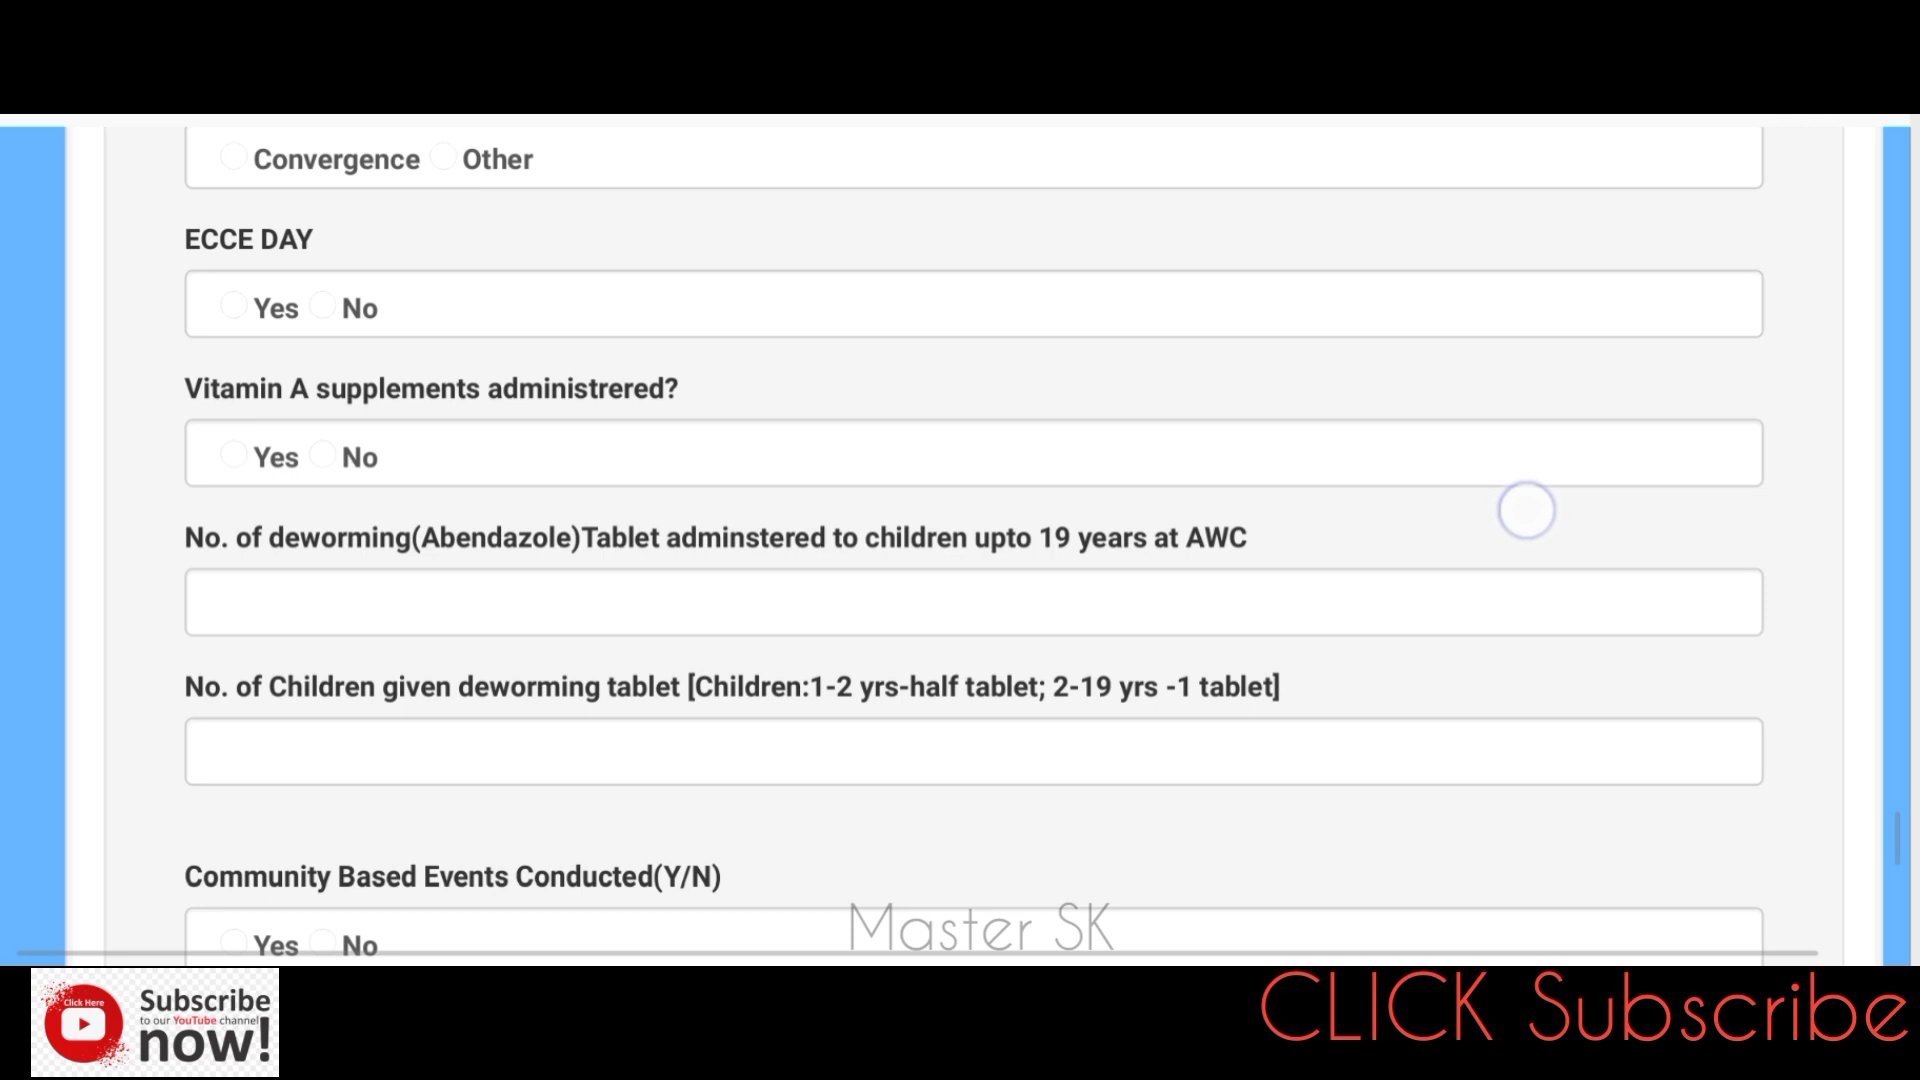 Convergence Other
ECCE DAY
Yes No
Vitamin A supplements administrered?
Yes No
No. of deworming(Abendazole)Tablet adminstered to children upto 19 years at AWC
No. of Children given deworming tablet [Children:1-2 yrs-half tablet; 2-19 yrs -1 tablet]
Community Based Events Conducted(Y/N)
Yes No
Master SK
Click Here
Subscribe
to our YouTube channel
now!
CLICK Subscribe